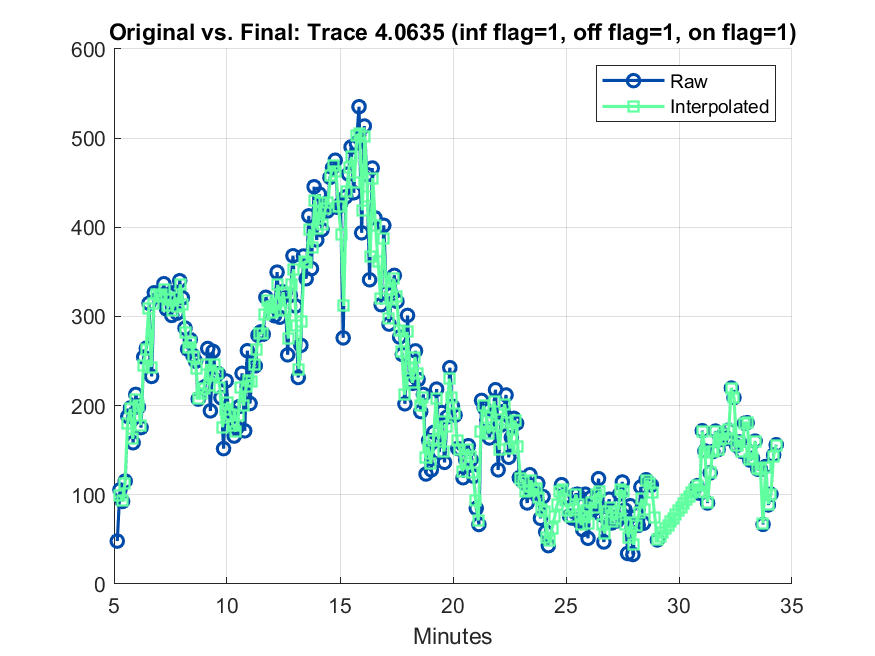 Original vs. Final: Trace 4.0635 (inf flag=1, off flag=1, on flag=1)
600
500
400
300
200
100
0
Raw
Interpolated
5 10 15 20 25 30 35
Minutes